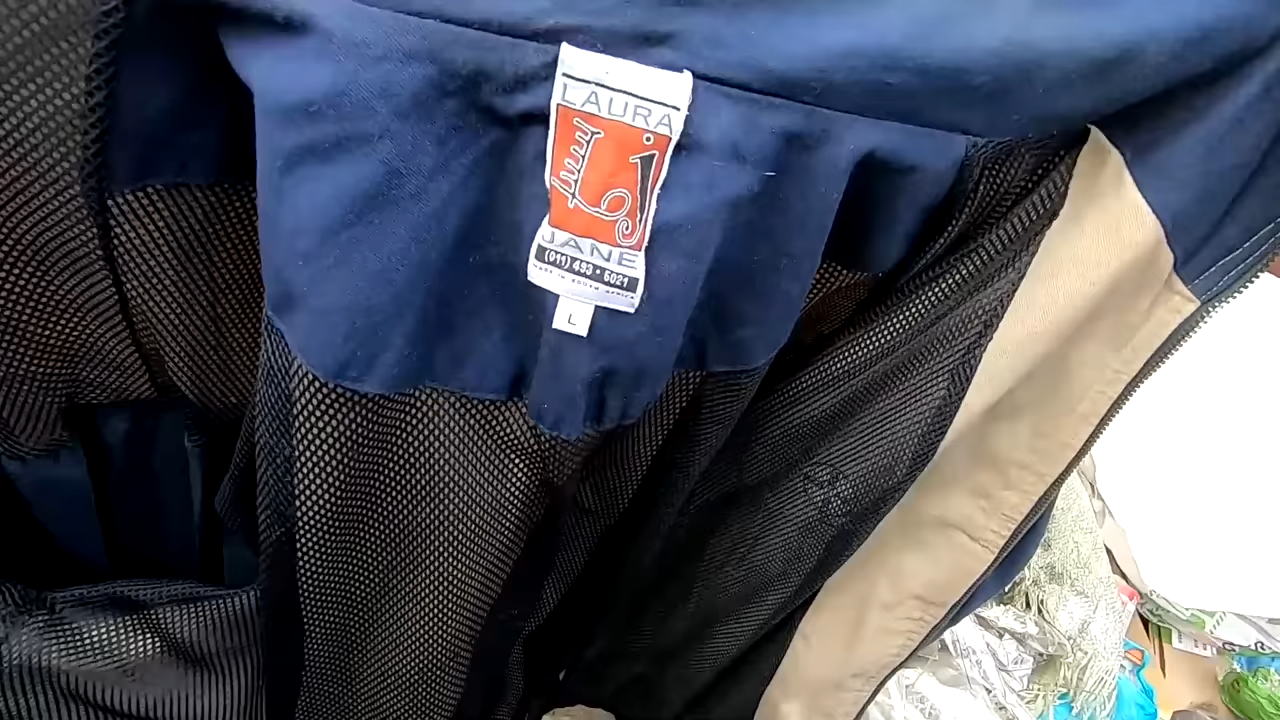 LAURA
Lj
JANE
(011) 493 • 6021
MADE IN SOUTH AFRICA
L